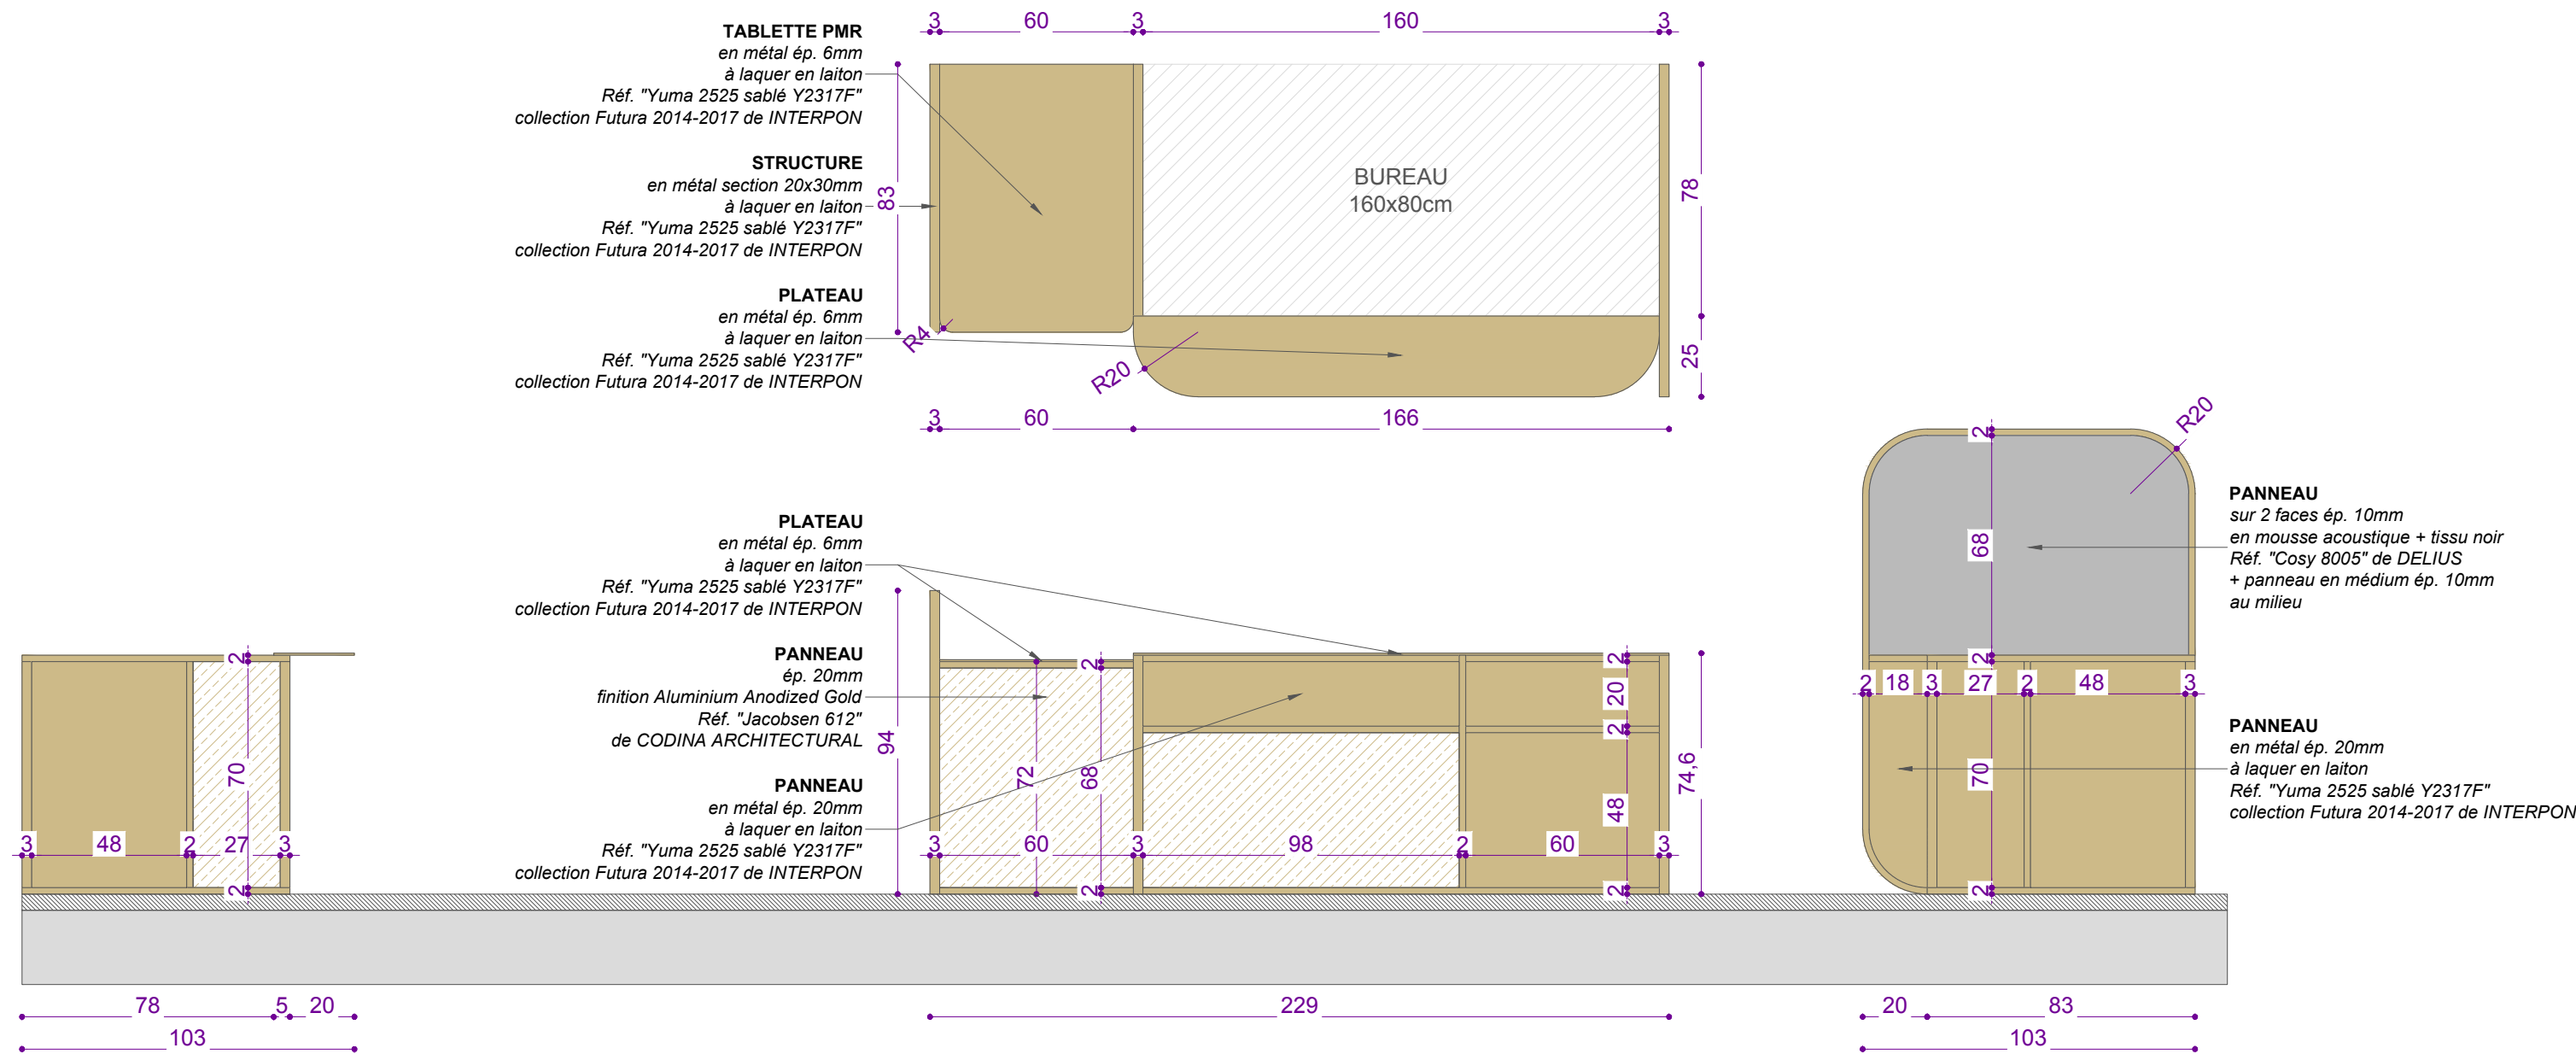 3 60 3 160 3
TABLETTE PMR
en métal ép. 6mm
à laquer en laiton
Réf. "Yuma 2525 sablé Y2317F"
collection Futura 2014-2017 de INTERPON
STRUCTURE
en métal section 20x30mm
à laquer en laiton
Réf. "Yuma 2525 sablé Y2317F"
collection Futura 2014-2017 de INTERPON
PLATEAU
en métal ép. 6mm
à laquer en laiton
Réf. "Yuma 2525 sablé Y2317F"
collection Futura 2014-2017 de INTERPON
83
BUREAU
160x80cm
78
25
R4
R20
3 60 166
PLATEAU
en métal ép. 6mm
à laquer en laiton
Réf. "Yuma 2525 sablé Y2317F"
collection Futura 2014-2017 de INTERPON
PANNEAU
ép. 20mm
finition Aluminium Anodized Gold
Réf. "Jacobsen 612"
de CODINA ARCHITECTURAL
PANNEAU
en métal ép. 20mm
à laquer en laiton
Réf. "Yuma 2525 sablé Y2317F"
collection Futura 2014-2017 de INTERPON
2
70
3 48 2 27 3
2
78 5 20
103
94
72
2
68
2
2
20
2
48
2
74,6
3 60 3 98 2 60 3
229
R20
2
68
2
2 18 3 27 2 48 3
70
2
20 83
103
PANNEAU
sur 2 faces ép. 10mm
en mousse acoustique + tissu noir
Réf. "Cosy 8005" de DELIUS
+ panneau en médium ép. 10mm
au milieu
PANNEAU
en métal ép. 20mm
à laquer en laiton
Réf. "Yuma 2525 sablé Y2317F"
collection Futura 2014-2017 de INTERPON